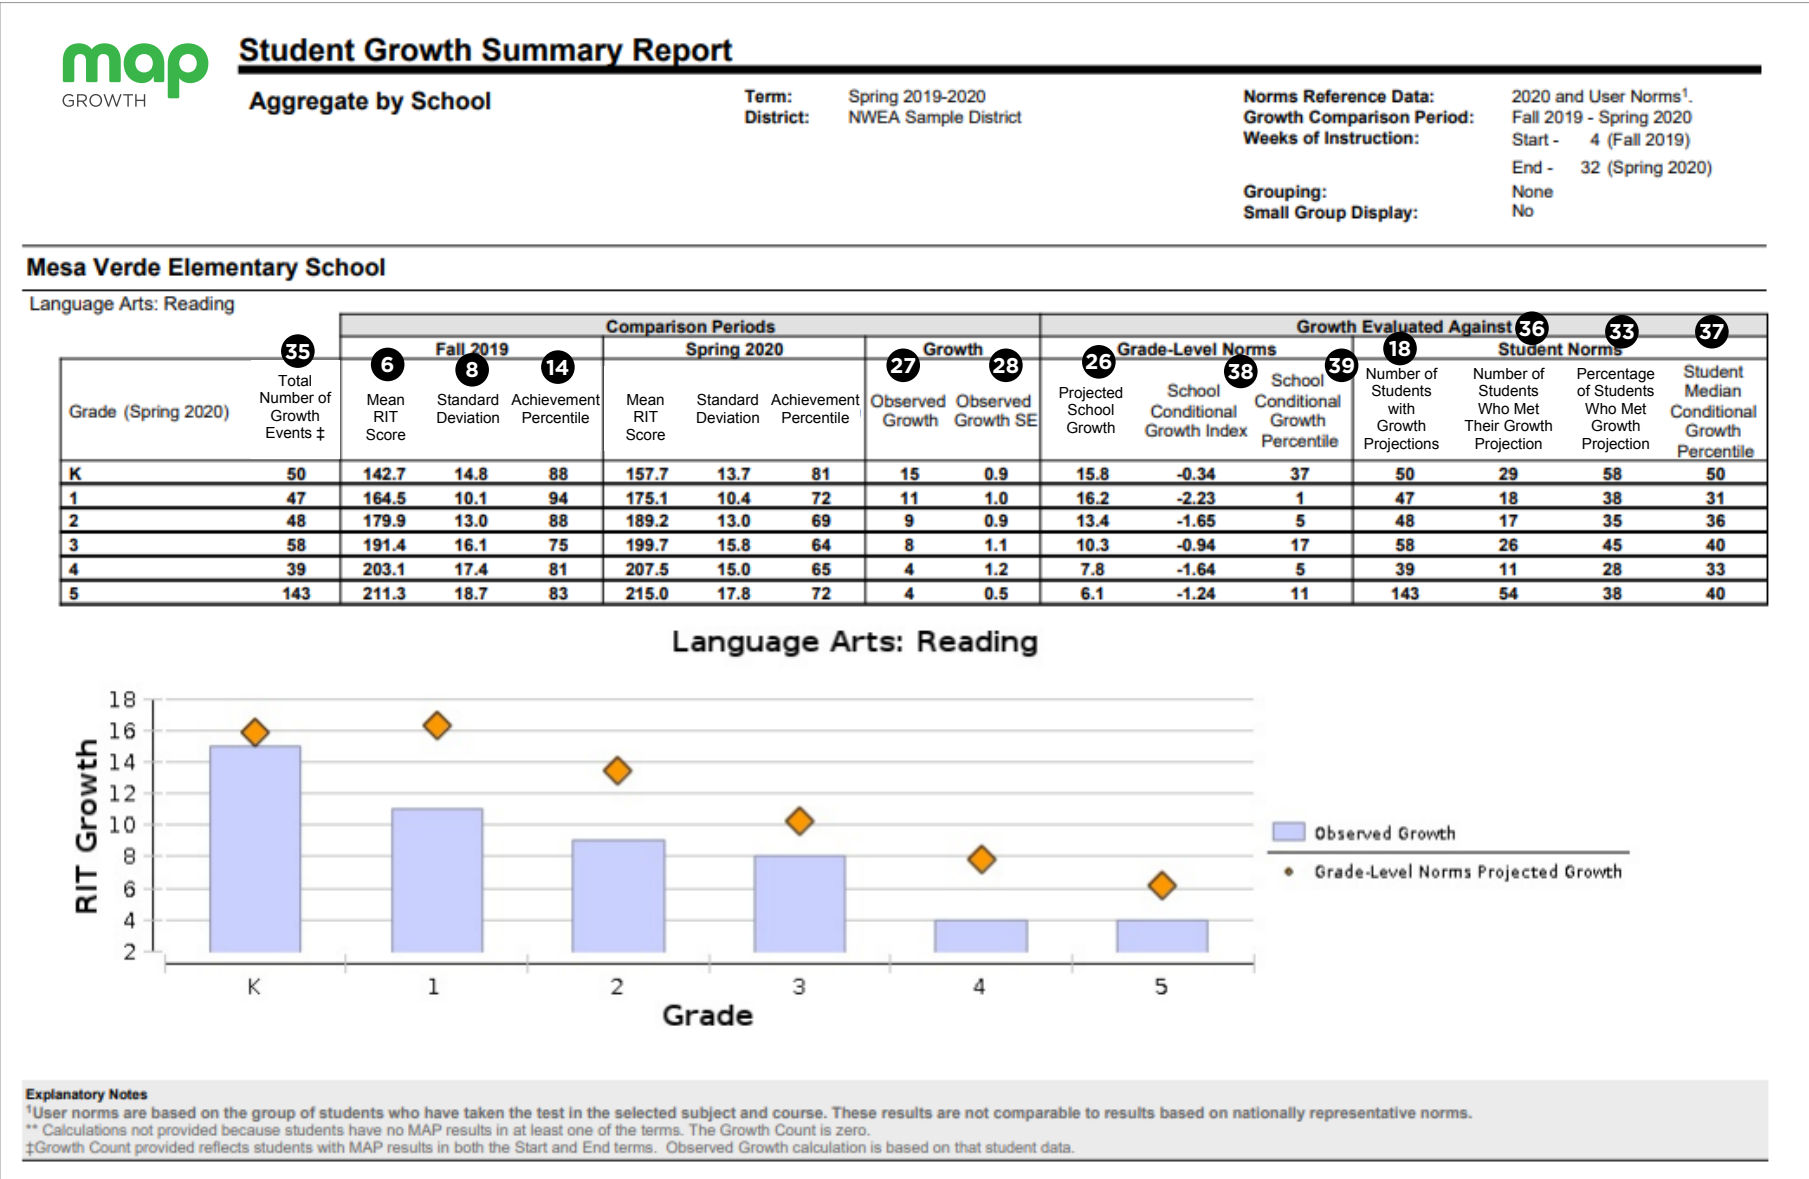 map
GROWTH
Student Growth Summary Report
Aggregate by School
Term: Spring 2019-2020
District: NWEA Sample District
Norms Reference Data: 2020 and User Norms¹.
Growth Comparison Period: Fall 2019 - Spring 2020
Weeks of Instruction: Start - 4 (Fall 2019)
End - 32 (Spring 2020)
Grouping: None
Small Group Display: No
Mesa Verde Elementary School
Language Arts: Reading
Comparison Periods
Growth Evaluated Against
Fall 2019
Spring 2020
Growth
Grade-Level Norms
Student Norms
35 6 8 14 27 28 26 38 39 18 36 33 37
Grade (Spring 2020)
Total
Number of
Growth
Events ‡
Mean
RIT
Score
Standard
Deviation
Achievement
Percentile
Mean
RIT
Score
Standard
Deviation
Achievement
Percentile
Observed
Growth
Observed
Growth SE
Projected
School
Growth
School
Conditional
Growth Index
School
Conditional
Growth
Percentile
Number of
Students
with
Growth
Projections
Number of
Students
Who Met
Their Growth
Projection
Percentage
of Students
Who Met
Growth
Projection
Student
Median
Conditional
Growth
Percentile
K 50 142.7 14.8 88 157.7 13.7 81 15 0.9 15.8 -0.34 37 50 29 58 50
1 47 164.5 10.1 94 175.1 10.4 72 11 1.0 16.2 -2.23 1 47 18 38 31
2 48 179.9 13.0 88 189.2 13.0 69 9 0.9 13.4 -1.65 5 48 17 35 36
3 58 191.4 16.1 75 199.7 15.8 64 8 1.1 10.3 -0.94 17 58 26 45 40
4 39 203.1 17.4 81 207.5 15.0 65 4 1.2 7.8 -1.64 5 39 11 28 33
5 143 211.3 18.7 83 215.0 17.8 72 4 0.5 6.1 -1.24 11 143 54 38 40
Language Arts: Reading
RIT Growth
18
16
14
12
10
8
6
4
2
K 1 2 3 4 5
Grade
Observed Growth
Grade-Level Norms Projected Growth
Explanatory Notes
¹User norms are based on the group of students who have taken the test in the selected subject and course. These results are not comparable to results based on nationally representative norms.
** Calculations not provided because students have no MAP results in at least one of the terms. The Growth Count is zero.
‡Growth Count provided reflects students with MAP results in both the Start and End terms. Observed Growth calculation is based on that student data.